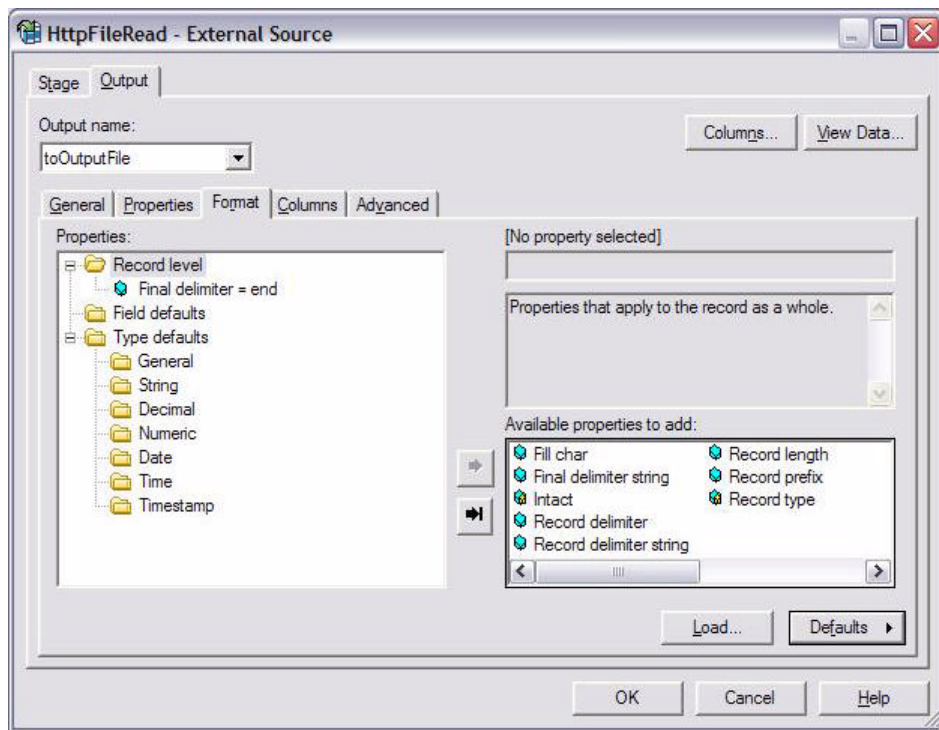 HttpFileRead - External Source
Stage
Output
Output name:
toOutputFile
Columns...
View Data...
General
Properties
Format
Columns
Advanced
Properties:
Record level
Final delimiter = end
Field defaults
Type defaults
General
String
Decimal
Numeric
Date
Time
Timestamp
[No property selected]
Properties that apply to the record as a whole.
Available properties to add:
Fill char
Final delimiter string
Intact
Record delimiter
Record delimiter string
Record length
Record prefix
Record type
Load...
Defaults
OK
Cancel
Help